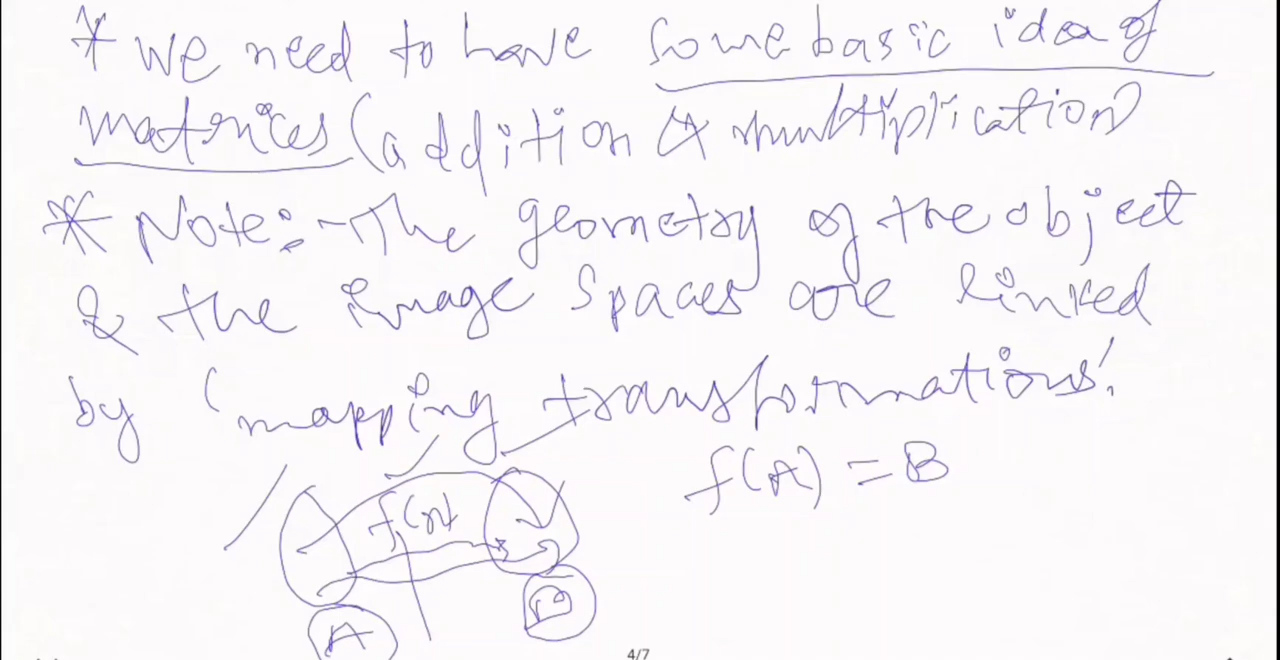 * we need to have some basic idea of
matrices (addition & multiplication)
* Note:- The geometry of the object
& the image spaces are linked
by 'mapping transformations'.
f(A) = B
f(x)
A
B
4/7